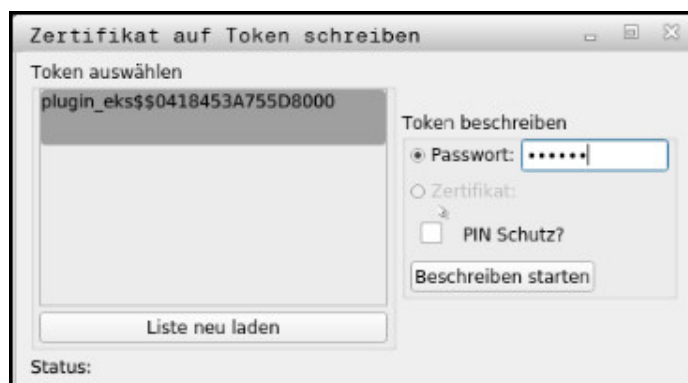 Zertifikat auf Token schreiben
Token auswählen
plugin_eks$$0418453A755D8000
Token beschreiben
Passwort: ••••••
Zertifikat:
PIN Schutz?
Beschreiben starten
Liste neu laden
Status: